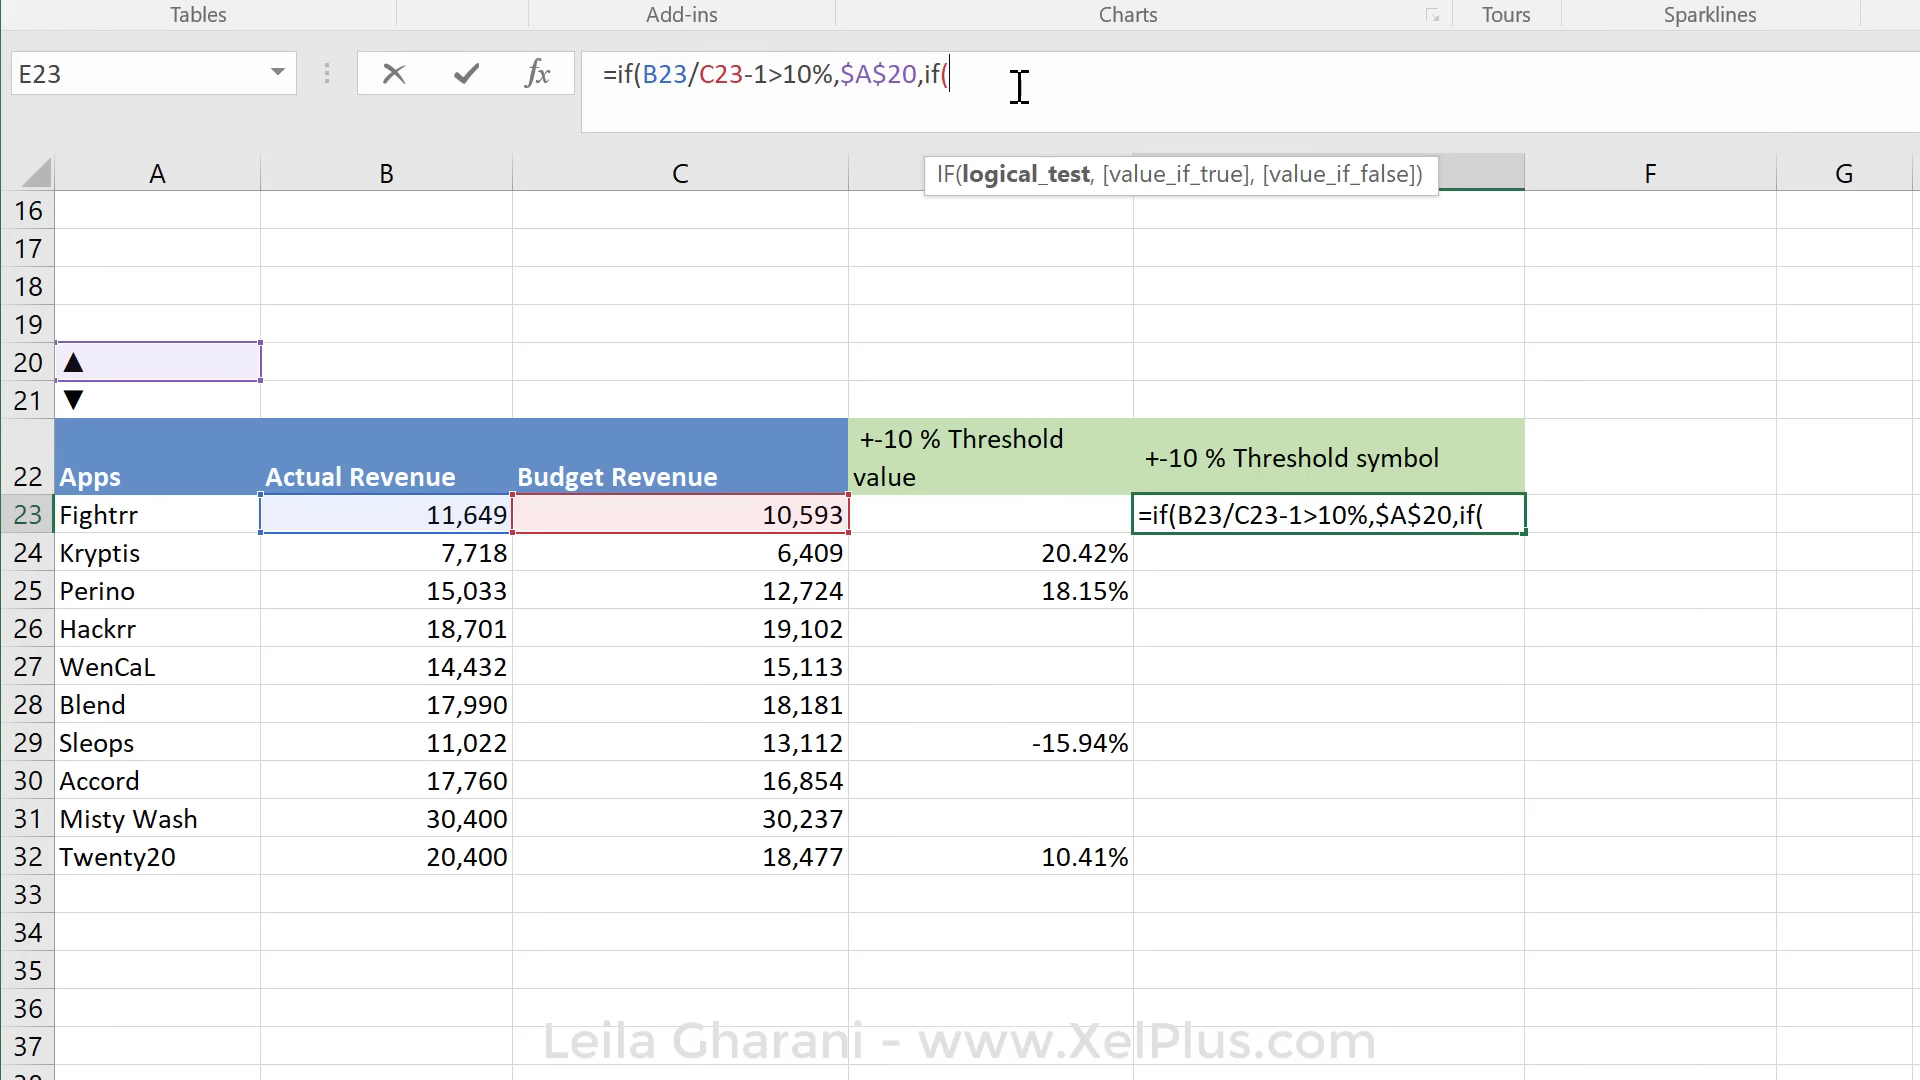 Tables Add-ins Charts Tours Sparklines
E23 fx =if(B23/C23-1>10%,$A$20,if(
IF(logical_test, [value_if_true], [value_if_false])
A B C F G
16
17
18
19
20 ▲
21 ▼
+-10 % Threshold
+-10 % Threshold symbol
22 Apps Actual Revenue Budget Revenue value
23 Fightrr 11,649 10,593 =if(B23/C23-1>10%,$A$20,if(
24 Kryptis 7,718 6,409 20.42%
25 Perino 15,033 12,724 18.15%
26 Hackrr 18,701 19,102
27 WenCaL 14,432 15,113
28 Blend 17,990 18,181
29 Sleops 11,022 13,112 -15.94%
30 Accord 17,760 16,854
31 Misty Wash 30,400 30,237
32 Twenty20 20,400 18,477 10.41%
33
34
35
36
37
Leila Gharani - www.XelPlus.com